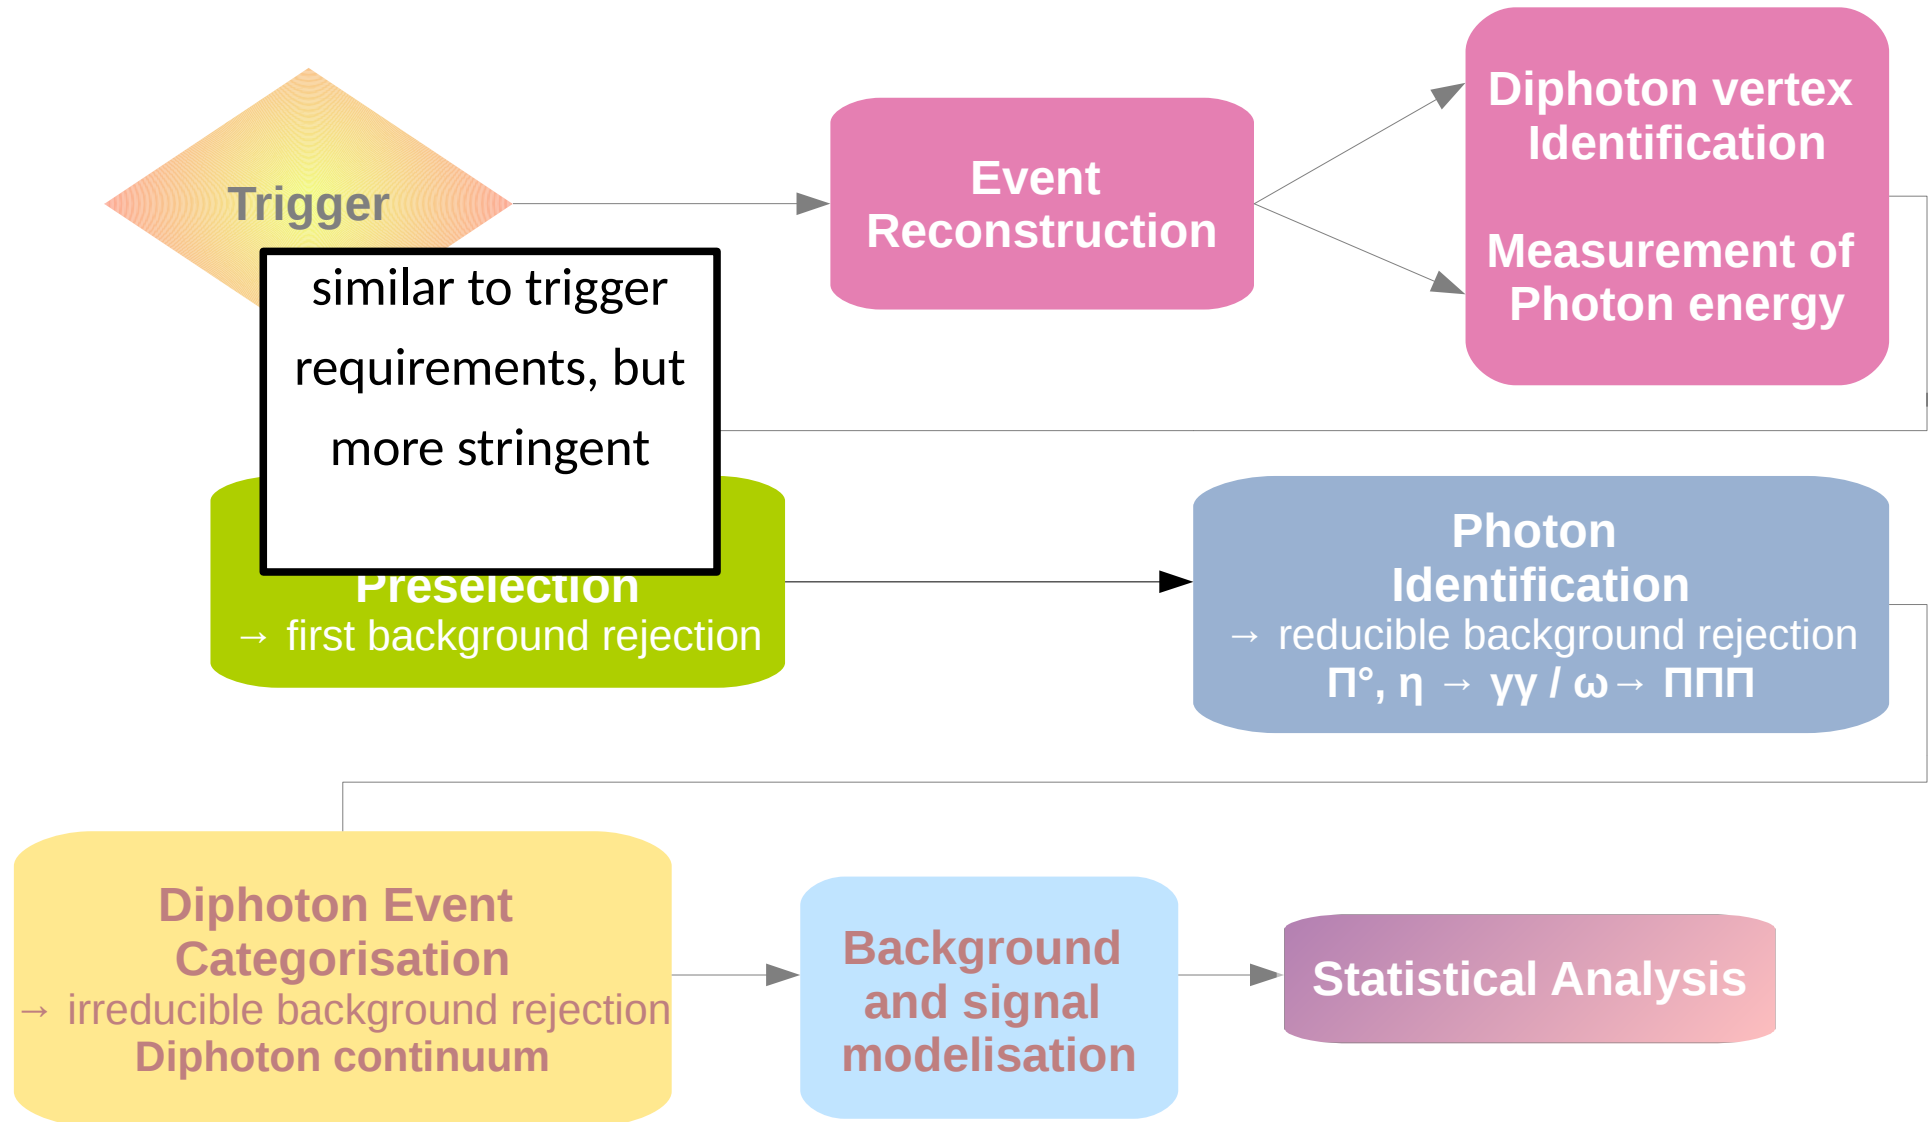 Trigger
Event
Reconstruction
Diphoton vertex
Identification
Measurement of
Photon energy
similar to trigger
requirements, but
more stringent
Preselection
→ first background rejection
Photon
Identification
→ reducible background rejection
Π°, η → γγ / ω→ ΠΠΠ
Diphoton Event
Categorisation
→ irreducible background rejection
Diphoton continuum
Background
and signal
modelisation
Statistical Analysis